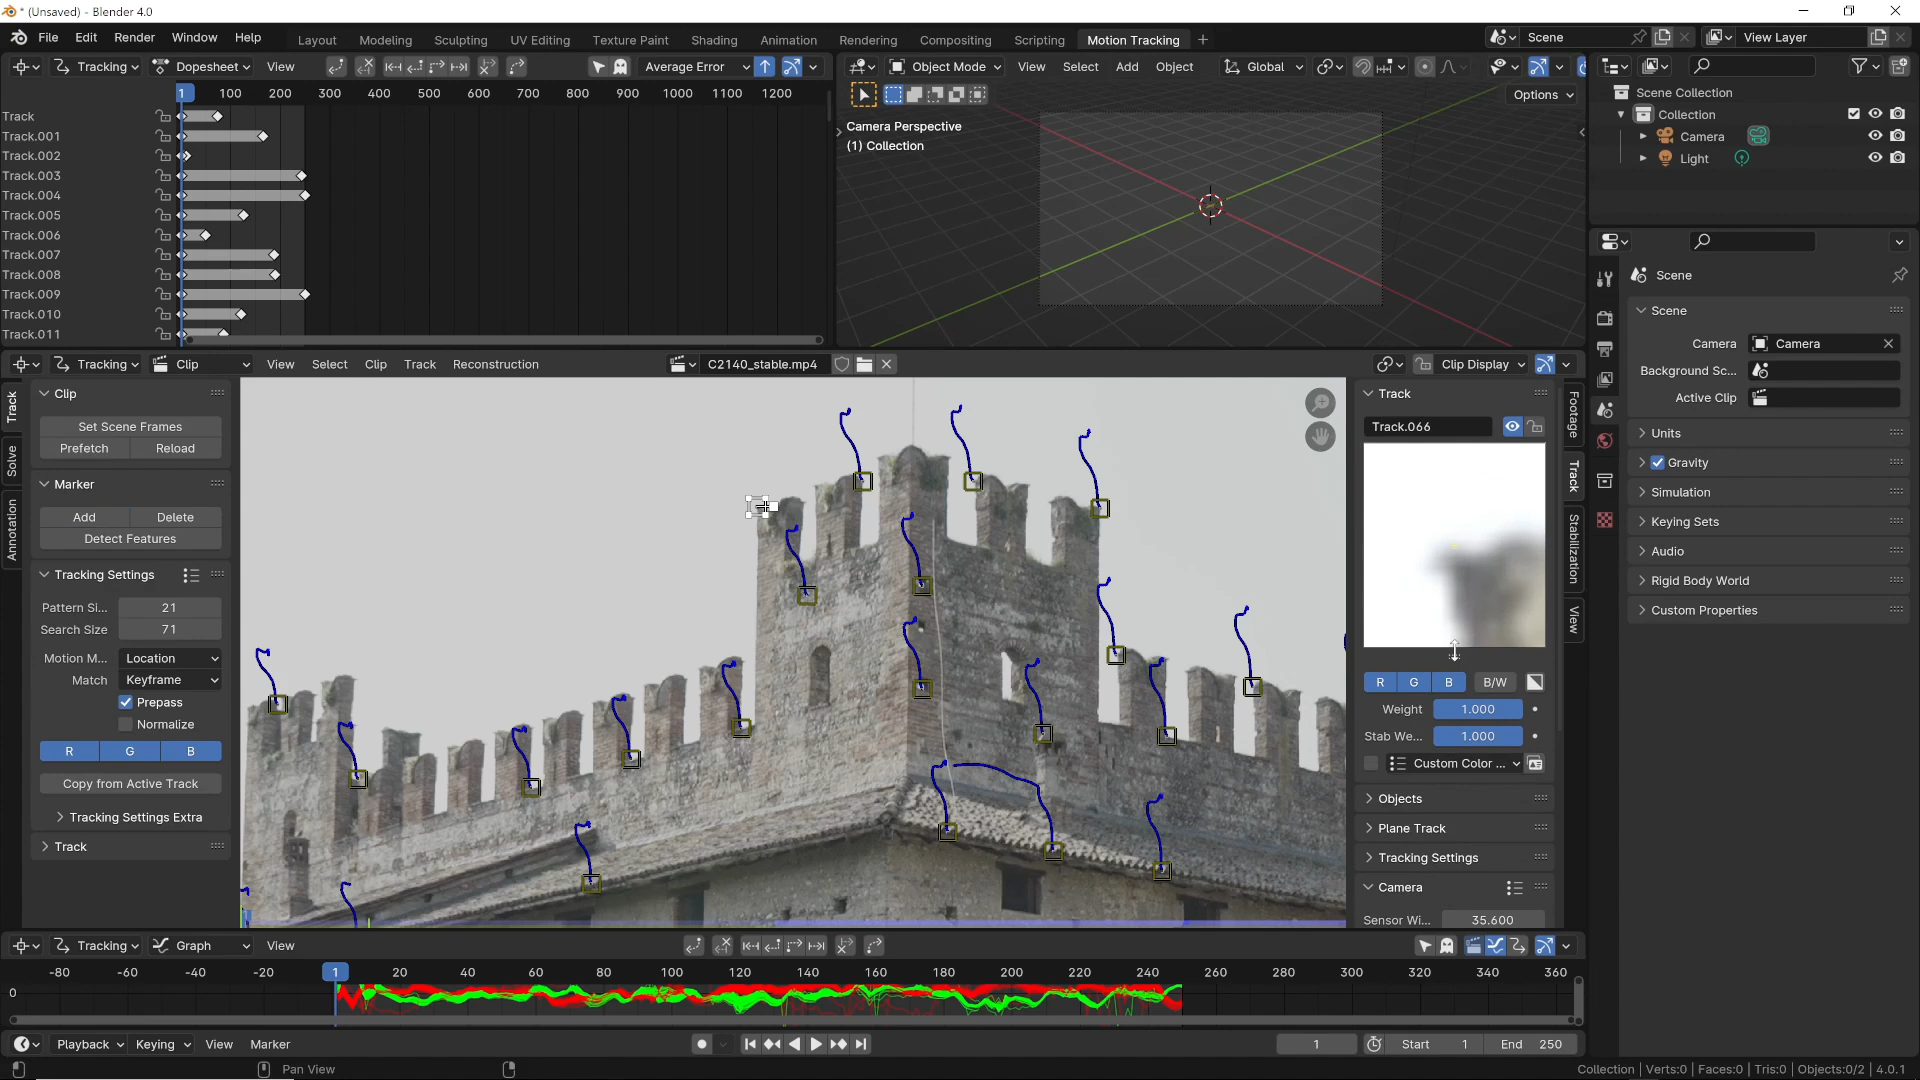 * (Unsaved) - Blender 4.0
File Edit Render Window Help
Layout Modeling Sculpting UV Editing Texture Paint Shading Animation Rendering Compositing Scripting Motion Tracking +
Scene
View Layer
Tracking Dopesheet View
Average Error
1 100 200 300 400 500 600 700 800 900 1000 1100 1200
Track
Track.001
Track.002
Track.003
Track.004
Track.005
Track.006
Track.007
Track.008
Track.009
Track.010
Track.011
Object Mode View Select Add Object Global
Options
Camera Perspective
(1) Collection
Scene Collection
Collection
Camera
Light
Scene
Scene
Camera Camera
Background Sc...
Active Clip
Units
Gravity
Simulation
Keying Sets
Audio
Rigid Body World
Custom Properties
Tracking Clip View Select Clip Track Reconstruction
C2140_stable.mp4
Clip Display
Track
Solve
Annotation
Clip
Set Scene Frames
Prefetch Reload
Marker
Add Delete
Detect Features
Tracking Settings
Pattern Si... 21
Search Size 71
Motion M... Location
Match Keyframe
Prepass
Normalize
R G B
Copy from Active Track
Tracking Settings Extra
Track
Track
Track.066
R G B B/W
Weight 1.000
Stab We... 1.000
Custom Color ...
Objects
Plane Track
Tracking Settings
Camera
Sensor Wi... 35.600
Footage
Track
Stabilization
View
Tracking Graph View
-80 -60 -40 -20 1 20 40 60 80 100 120 140 160 180 200 220 240 260 280 300 320 340 360
0
Playback Keying View Marker
1 Start 1 End 250
Pan View
Collection | Verts:0 | Faces:0 | Tris:0 | Objects:0/2 | 4.0.1